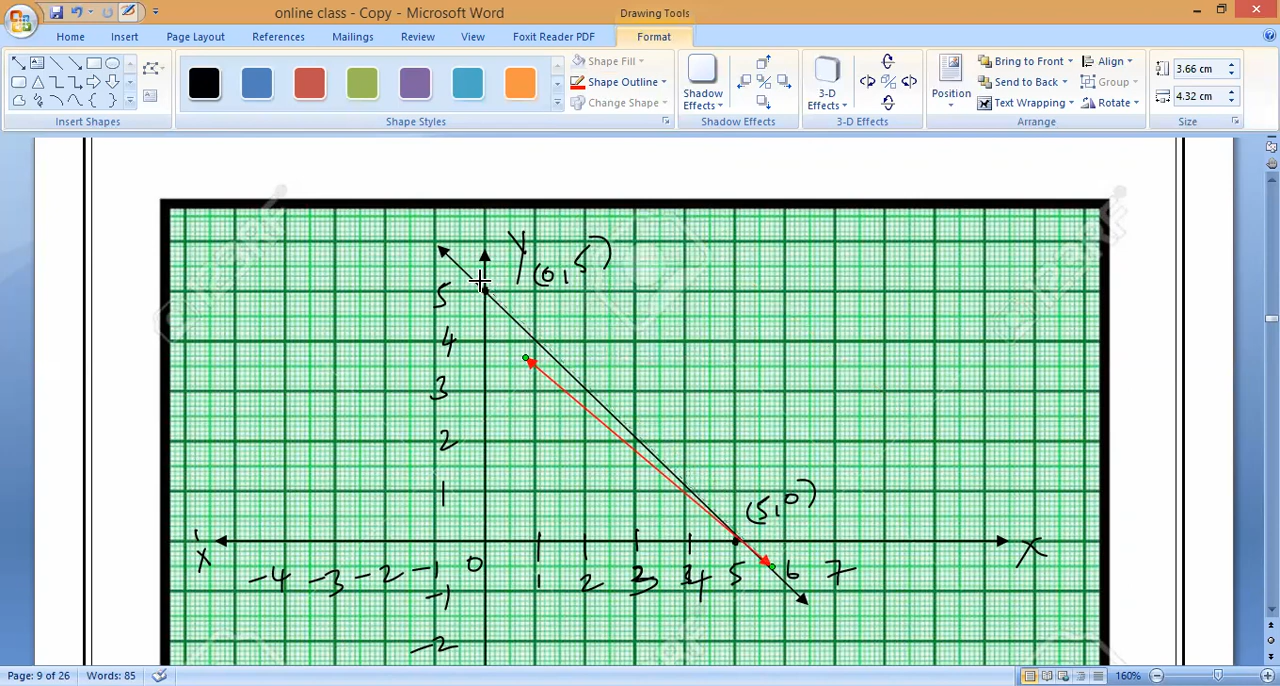 online class - Copy - Microsoft Word
Drawing Tools
Home Insert Page Layout References Mailings Review View Foxit Reader PDF Format
Shape Fill
Shape Outline
Change Shape
Shadow Effects
3-D Effects
Position
Bring to Front
Send to Back
Text Wrapping
Align
Group
Rotate
3.66 cm
4.32 cm
Insert Shapes Shape Styles Shadow Effects 3-D Effects Arrange Size
Y
(0,5)
5
4
3
2
1
(5,0)
X'
X
-4 -3 -2 -1 0 1 2 3 4 5 6 7
-1
-2
Page: 9 of 26 Words: 85 160%